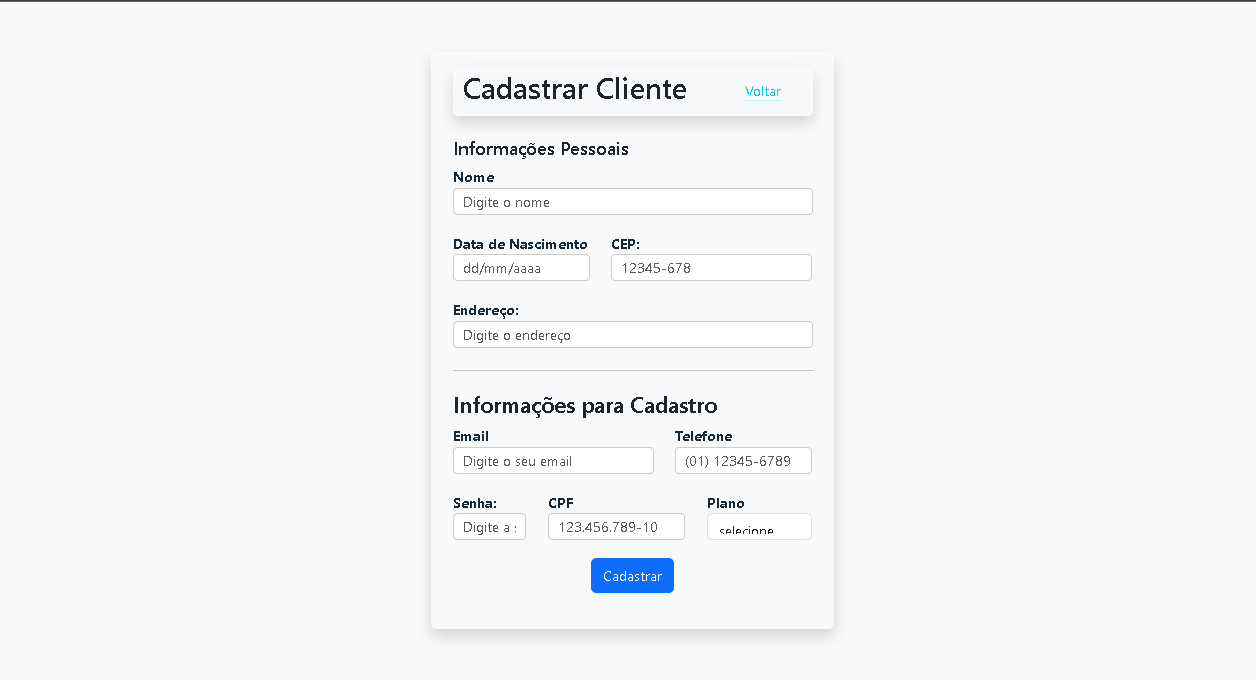 Cadastrar Cliente Voltar
Informações Pessoais
Nome
Digite o nome
Data de Nascimento CEP:
dd/mm/aaaa 12345-678
Endereço:
Digite o endereço
Informações para Cadastro
Email Telefone
Digite o seu email (01) 12345-6789
Senha: CPF Plano
Digite a 123.456.789-10 selecione
Cadastrar